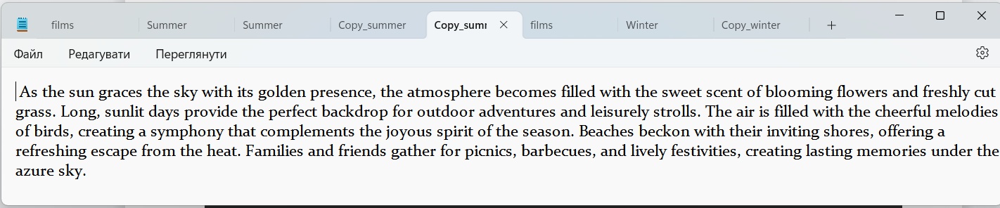 films Summer Summer Copy_summer Copy_sumr films Winter Copy_winter
Файл Редагувати Переглянути
As the sun graces the sky with its golden presence, the atmosphere becomes filled with the sweet scent of blooming flowers and freshly cut
grass. Long, sunlit days provide the perfect backdrop for outdoor adventures and leisurely strolls. The air is filled with the cheerful melodies
of birds, creating a symphony that complements the joyous spirit of the season. Beaches beckon with their inviting shores, offering a
refreshing escape from the heat. Families and friends gather for picnics, barbecues, and lively festivities, creating lasting memories under the
azure sky.